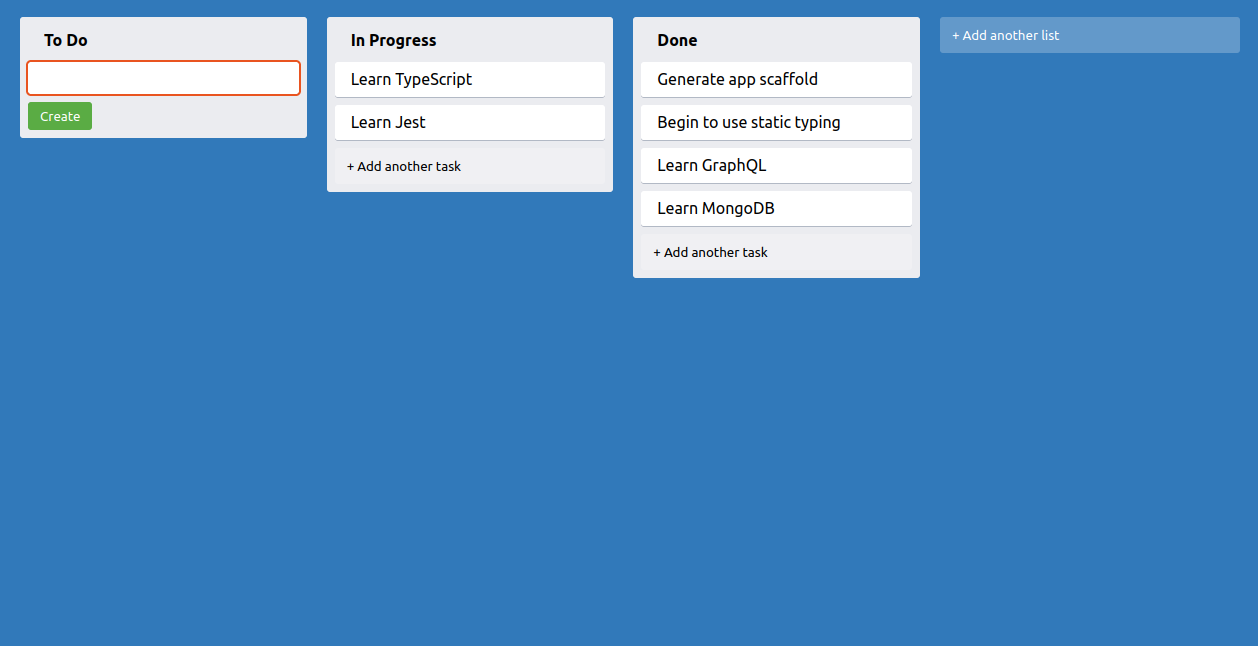 To Do
Create
In Progress
Learn TypeScript
Learn Jest
+ Add another task
Done
Generate app scaffold
Begin to use static typing
Learn GraphQL
Learn MongoDB
+ Add another task
+ Add another list